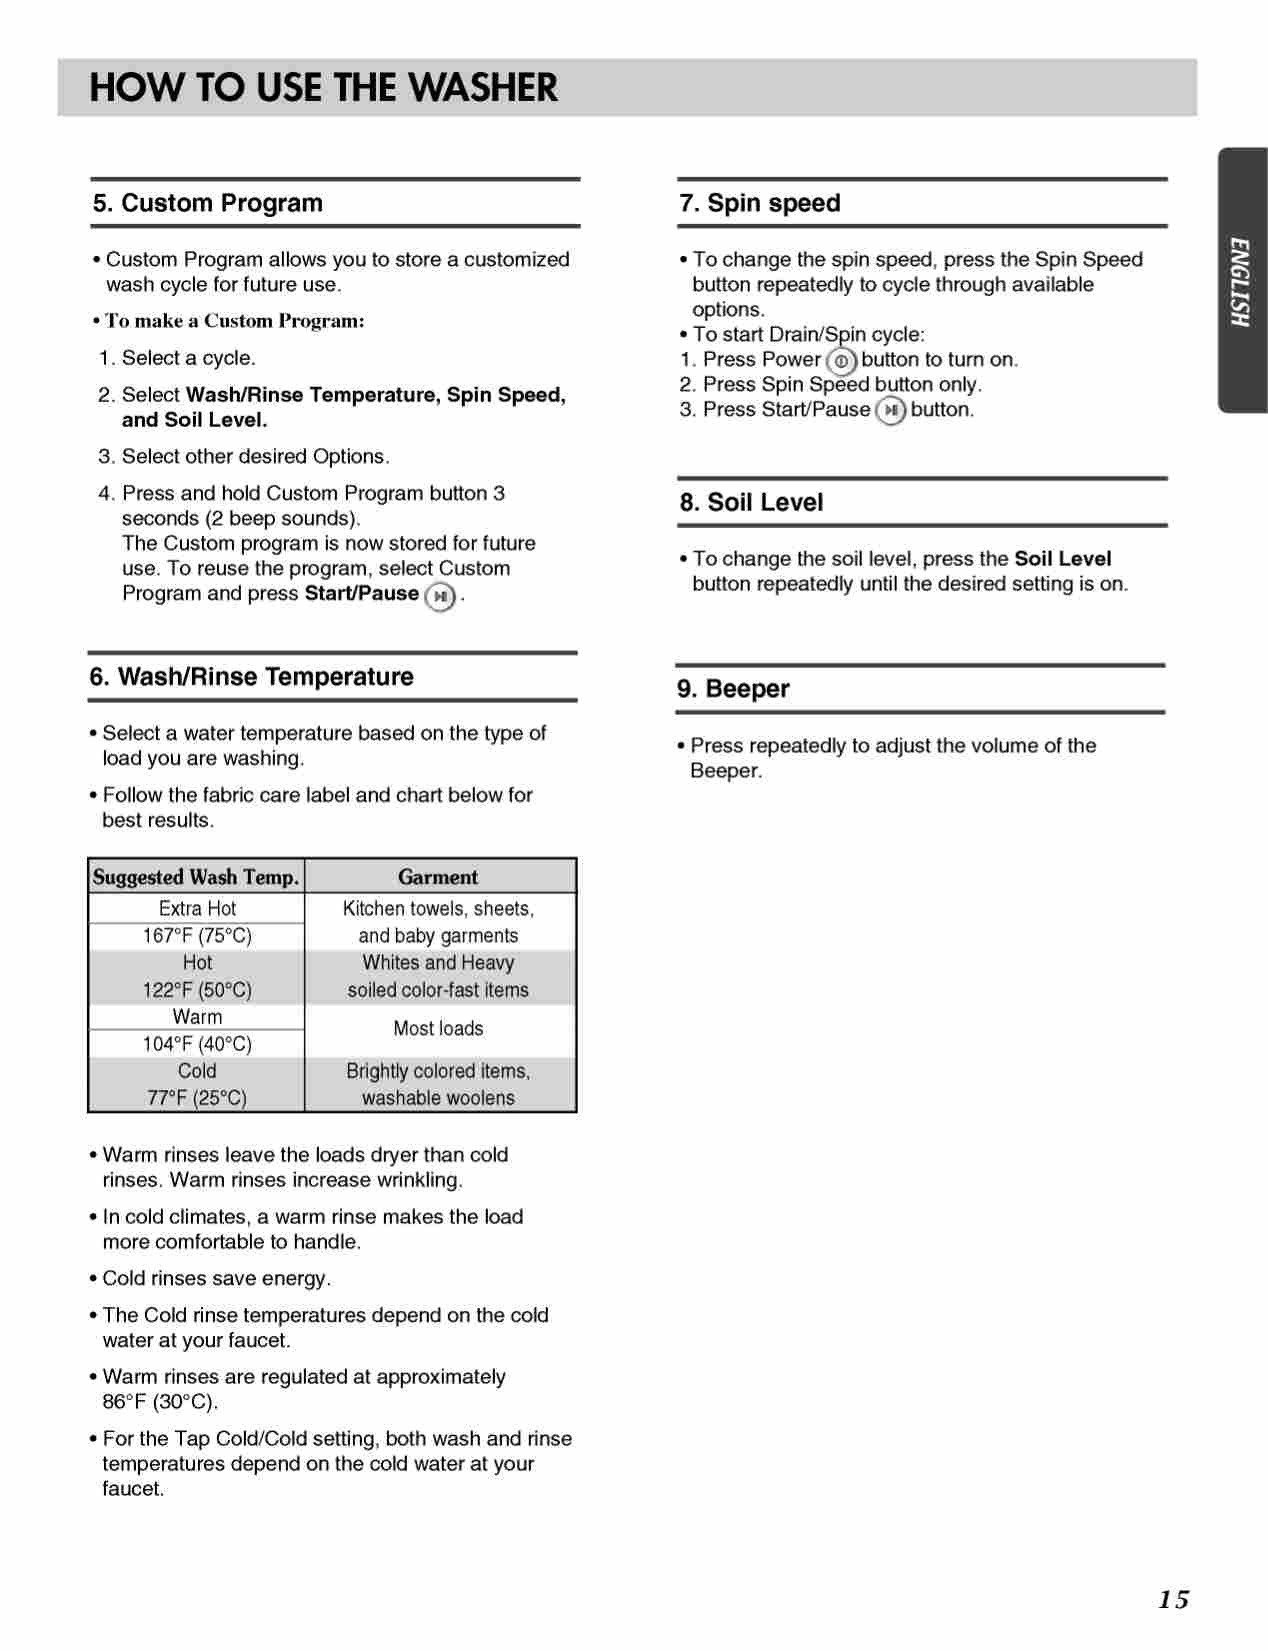 HOW TO USE THE WASHER
5. Custom Program
• Custom Program allows you to store a customized
wash cycle for future use.
• To make a Custom Program:
1. Select a cycle.
2. Select Wash/Rinse Temperature, Spin Speed,
and Soil Level.
3. Select other desired Options.
4. Press and hold Custom Program button 3
seconds (2 beep sounds).
The Custom program is now stored for future
use. To reuse the program, select Custom
Program and press Start/Pause .
6. Wash/Rinse Temperature
• Select a water temperature based on the type of
load you are washing.
• Follow the fabric care label and chart below for
best results.
Suggested Wash Temp. Garment
Extra Hot Kitchen towels, sheets,
167°F (75°C) and baby garments
Hot Whites and Heavy
122°F (50°C) soiled color-fast items
Warm
Most loads
104°F (40°C)
Cold Brightly colored items,
77°F (25°C) washable woolens
• Warm rinses leave the loads dryer than cold
rinses. Warm rinses increase wrinkling.
• In cold climates, a warm rinse makes the load
more comfortable to handle.
• Cold rinses save energy.
• The Cold rinse temperatures depend on the cold
water at your faucet.
• Warm rinses are regulated at approximately
86°F (30°C).
• For the Tap Cold/Cold setting, both wash and rinse
temperatures depend on the cold water at your
faucet.
7. Spin speed
• To change the spin speed, press the Spin Speed
button repeatedly to cycle through available
options.
• To start Drain/Spin cycle:
1. Press Power button to turn on.
2. Press Spin Speed button only.
3. Press Start/Pause button.
8. Soil Level
• To change the soil level, press the Soil Level
button repeatedly until the desired setting is on.
9. Beeper
• Press repeatedly to adjust the volume of the
Beeper.
ENGLISH
15